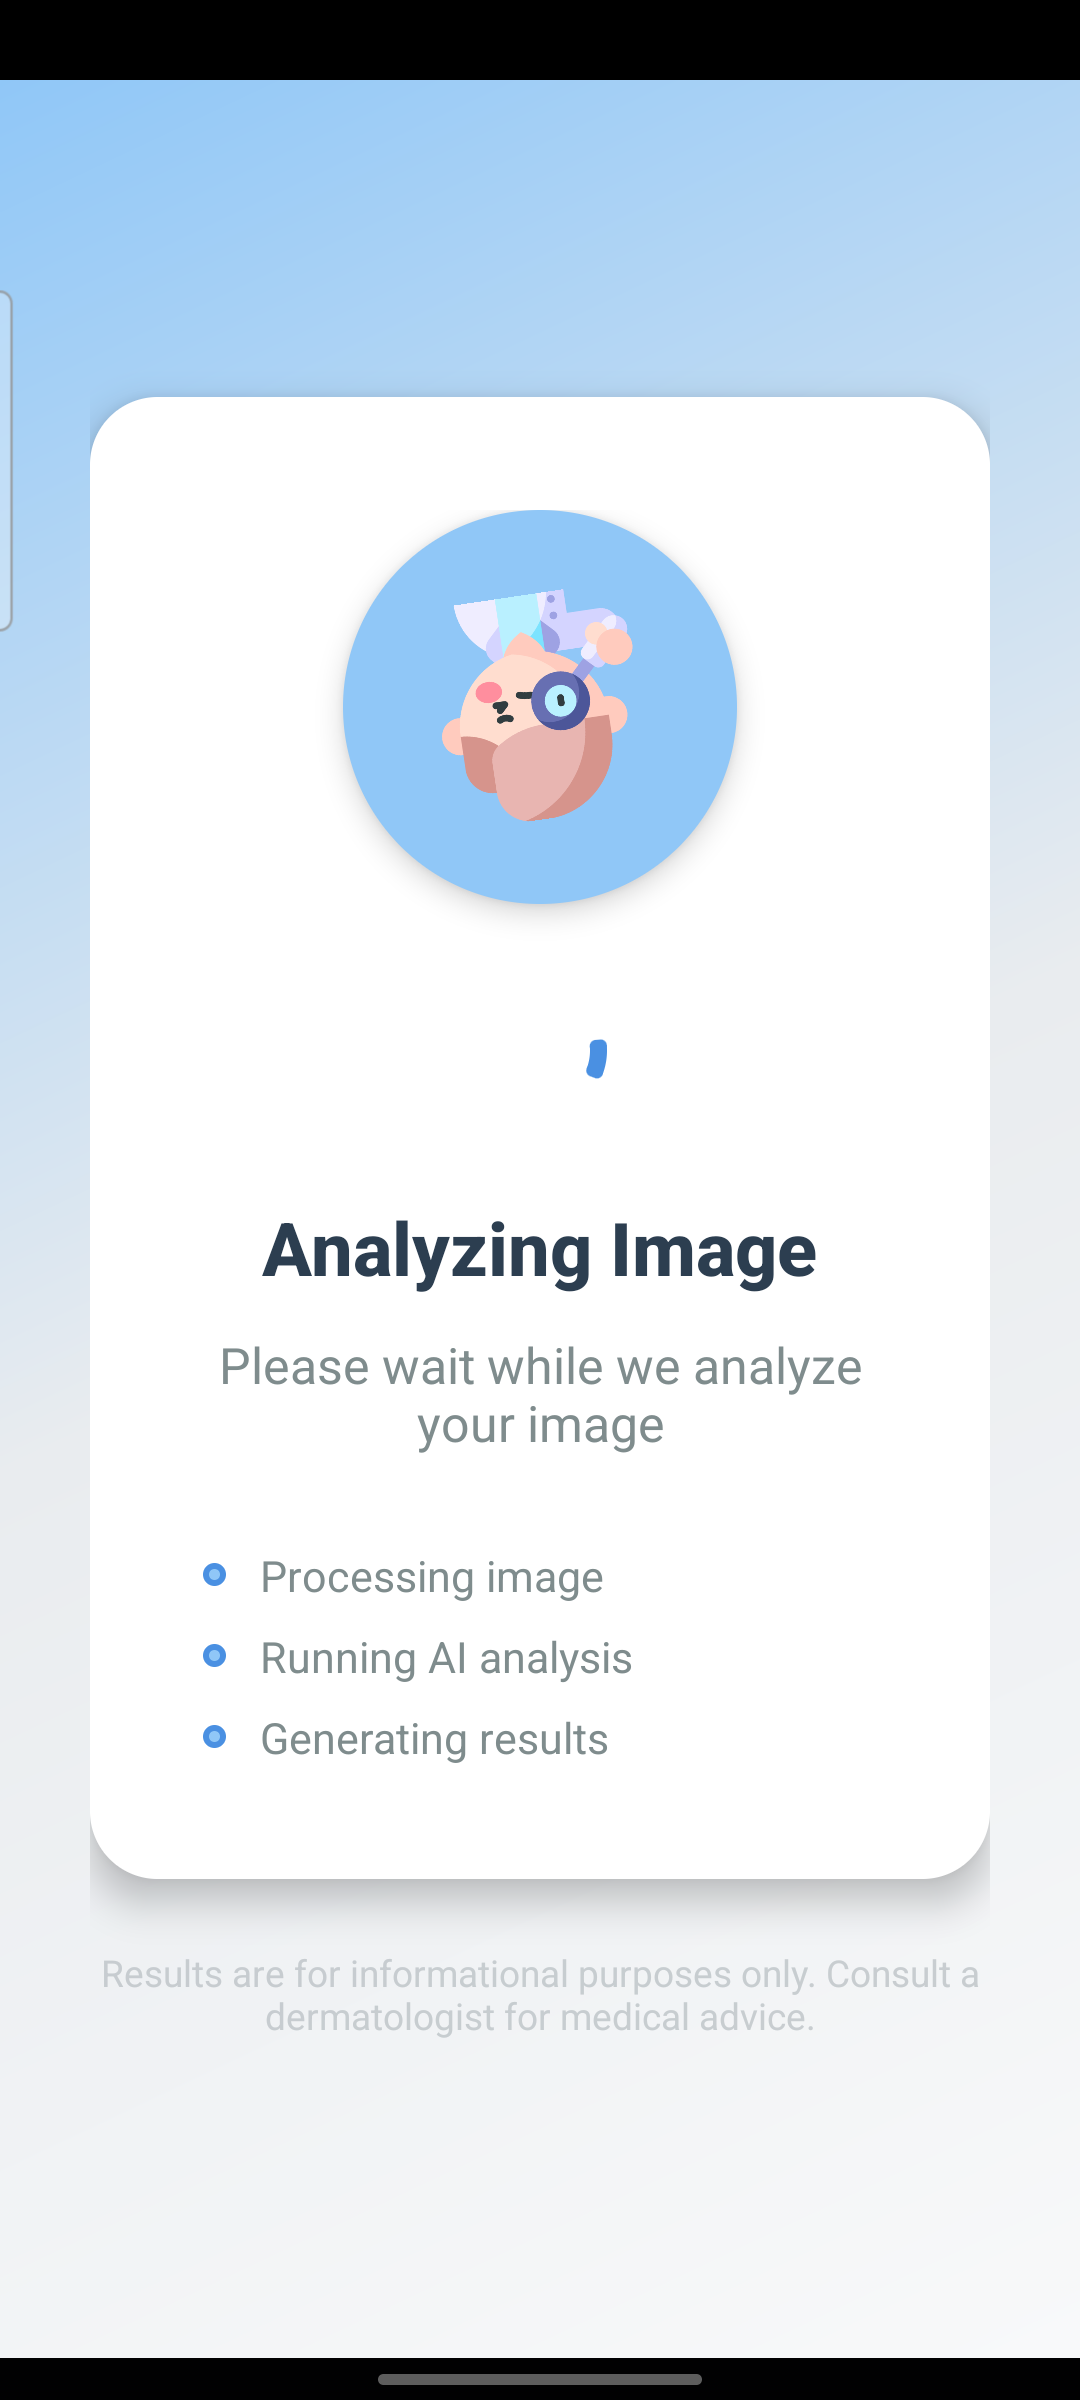 Analyzing Image
Please wait while we analyze
your image
Processing image
Running AI analysis
Generating results
Results are for informational purposes only. Consult a
dermatologist for medical advice.